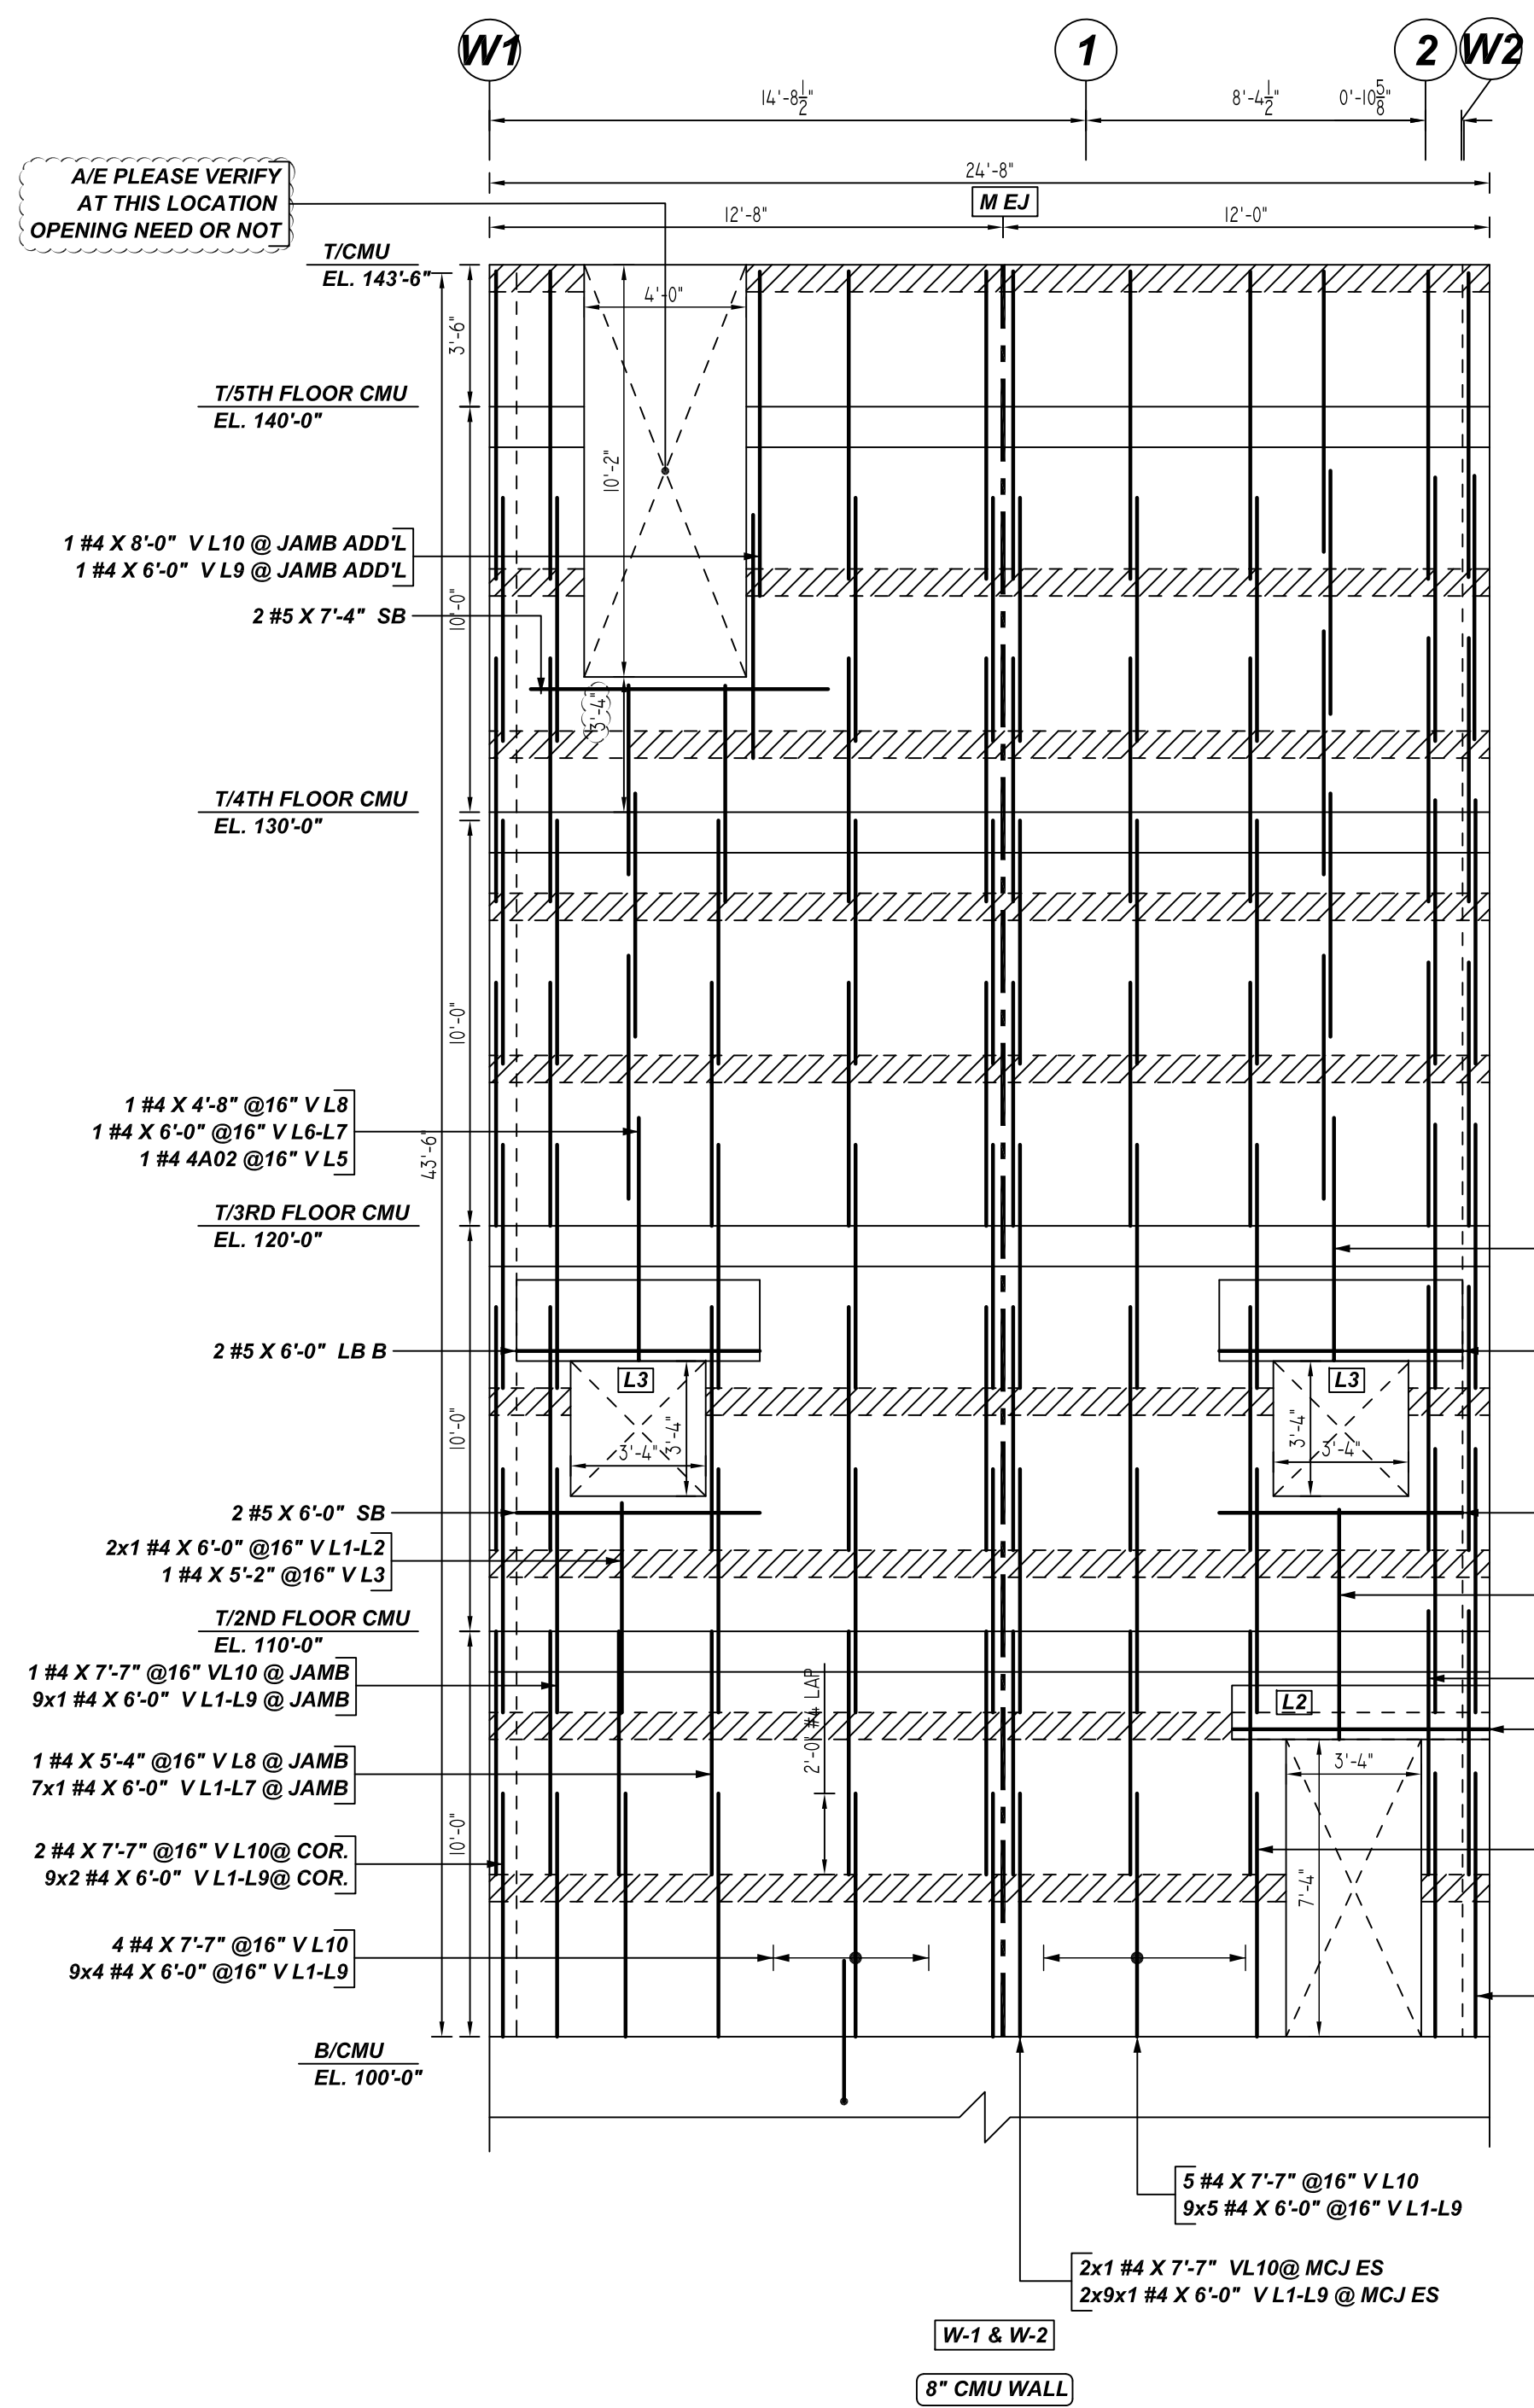 W1
1
2
W2
14'-8 1/2"
8'-4 1/2"
0'-10 5/8"
24'-8"
M EJ
12'-8"
12'-0"
A/E PLEASE VERIFY
AT THIS LOCATION
OPENING NEED OR NOT
T/CMU
EL. 143'-6"
4'-0"
3'-6"
T/5TH FLOOR CMU
EL. 140'-0"
10'-2"
1 #4 X 8'-0" V L10 @ JAMB ADD'L
1 #4 X 6'-0" V L9 @ JAMB ADD'L
10'-0"
2 #5 X 7'-4" SB
3'-4"
T/4TH FLOOR CMU
EL. 130'-0"
10'-0"
1 #4 X 4'-8" @16" V L8
1 #4 X 6'-0" @16" V L6-L7
1 #4 4A02 @16" V L5
43'-6"
T/3RD FLOOR CMU
EL. 120'-0"
2 #5 X 6'-0" LB B
L3
L3
10'-0"
3'-4"
3'-4"
3'-4"
3'-4"
2 #5 X 6'-0" SB
2x1 #4 X 6'-0" @16" V L1-L2
1 #4 X 5'-2" @16" V L3
T/2ND FLOOR CMU
EL. 110'-0"
1 #4 X 7'-7" @16" VL10 @ JAMB
9x1 #4 X 6'-0" V L1-L9 @ JAMB
L2
2'-0" #4 LAP
3'-4"
1 #4 X 5'-4" @16" V L8 @ JAMB
7x1 #4 X 6'-0" V L1-L7 @ JAMB
10'-0"
2 #4 X 7'-7" @16" V L10@ COR.
9x2 #4 X 6'-0" V L1-L9@ COR.
7'-4"
4 #4 X 7'-7" @16" V L10
9x4 #4 X 6'-0" @16" V L1-L9
B/CMU
EL. 100'-0"
5 #4 X 7'-7" @16" V L10
9x5 #4 X 6'-0" @16" V L1-L9
2x1 #4 X 7'-7" VL10@ MCJ ES
2x9x1 #4 X 6'-0" V L1-L9 @ MCJ ES
W-1 & W-2
8" CMU WALL